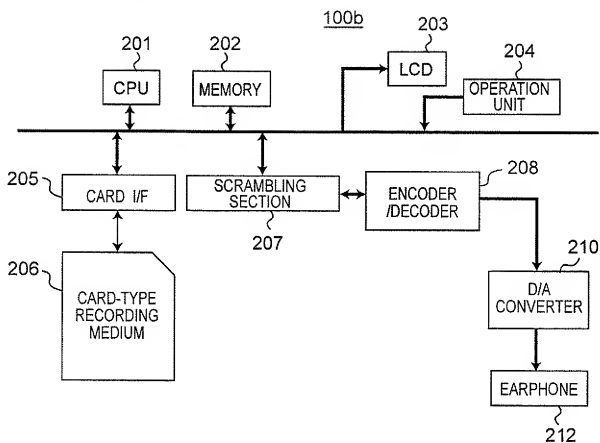 100b
201
202
203
204
CPU
MEMORY
LCD
OPERATION
UNIT
205
CARD I/F
SCRAMBLING
SECTION
207
ENCODER
/DECODER
208
206
CARD-TYPE
RECORDING
MEDIUM
210
D/A
CONVERTER
EARPHONE
212